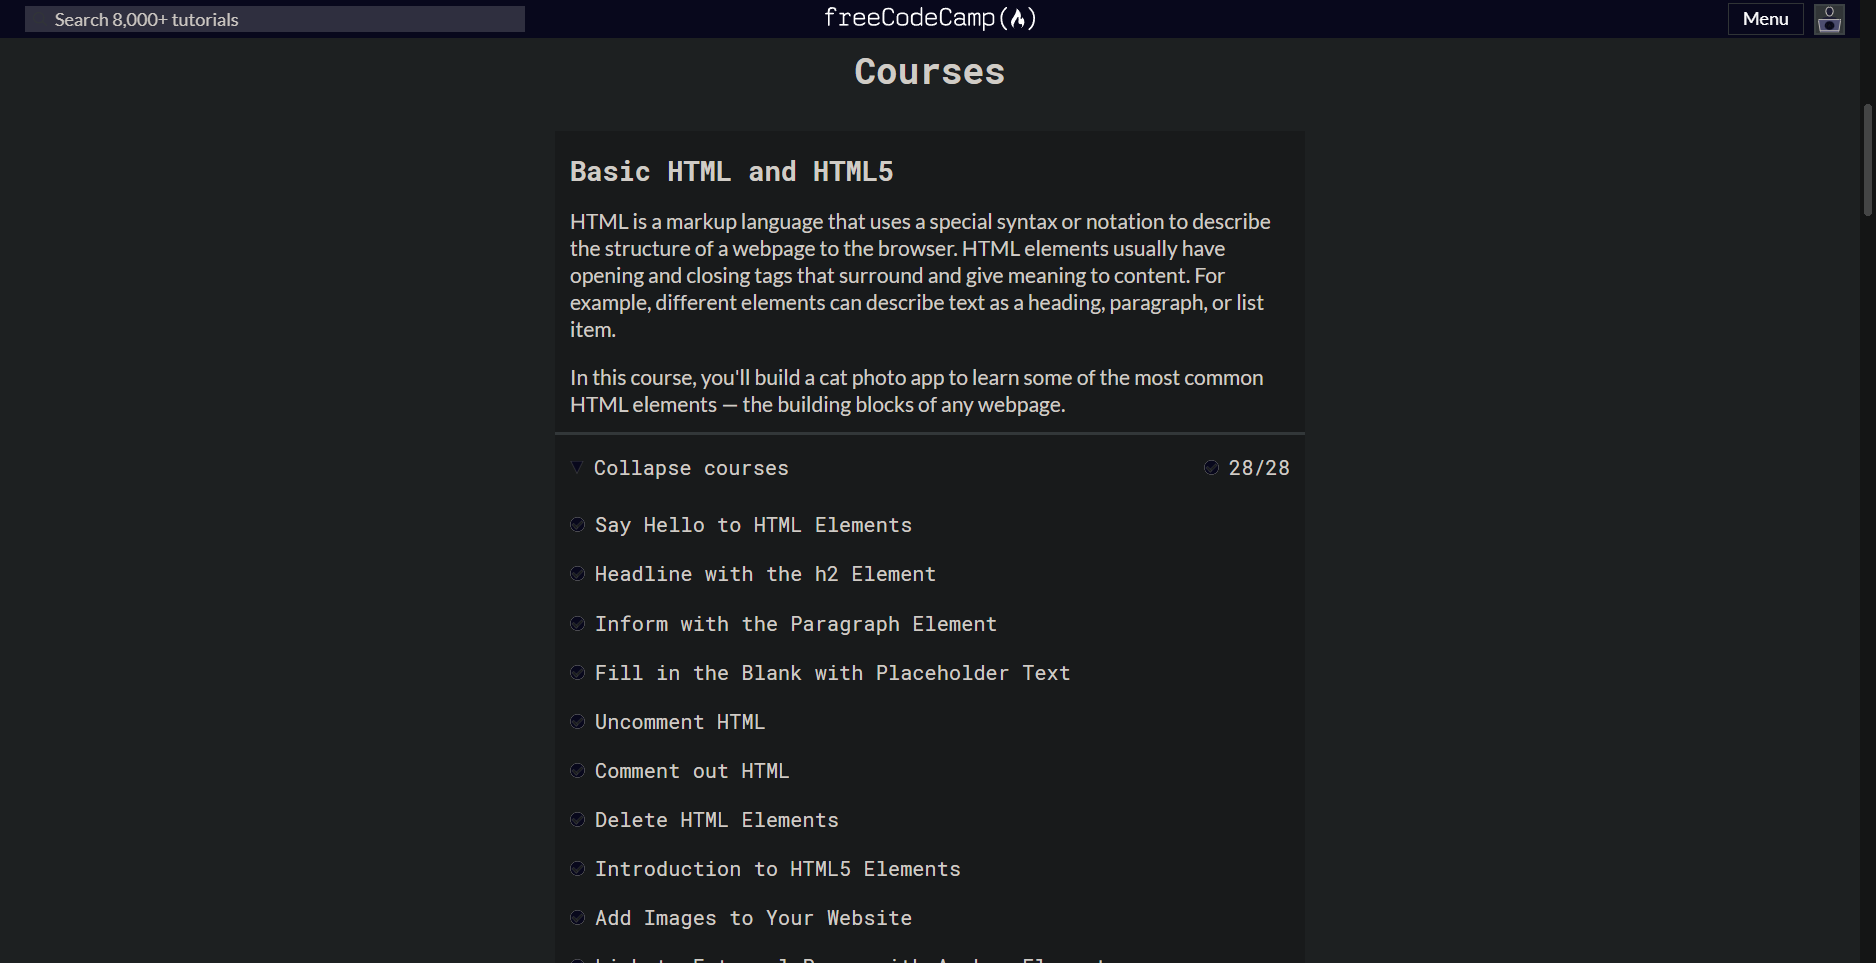 Search 8,000+ tutorials
freeCodeCamp
Menu
Courses
Basic HTML and HTML5
HTML is a markup language that uses a special syntax or notation to describe
the structure of a webpage to the browser. HTML elements usually have
opening and closing tags that surround and give meaning to content. For
example, different elements can describe text as a heading, paragraph, or list
item.
In this course, you'll build a cat photo app to learn some of the most common
HTML elements — the building blocks of any webpage.
Collapse courses
28/28
Say Hello to HTML Elements
Headline with the h2 Element
Inform with the Paragraph Element
Fill in the Blank with Placeholder Text
Uncomment HTML
Comment out HTML
Delete HTML Elements
Introduction to HTML5 Elements
Add Images to Your Website